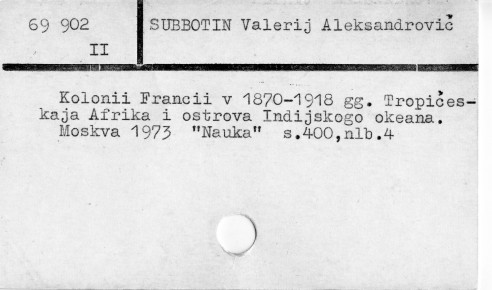 69 902
II
SUBBOTIN Valerij Aleksandrovič
Kolonii Francii v 1870-1918 gg. Tropičes-
kaja Afrika i ostrova Indijskogo okeana.
Moskva 1973 "Nauka" s.400,nlb.4